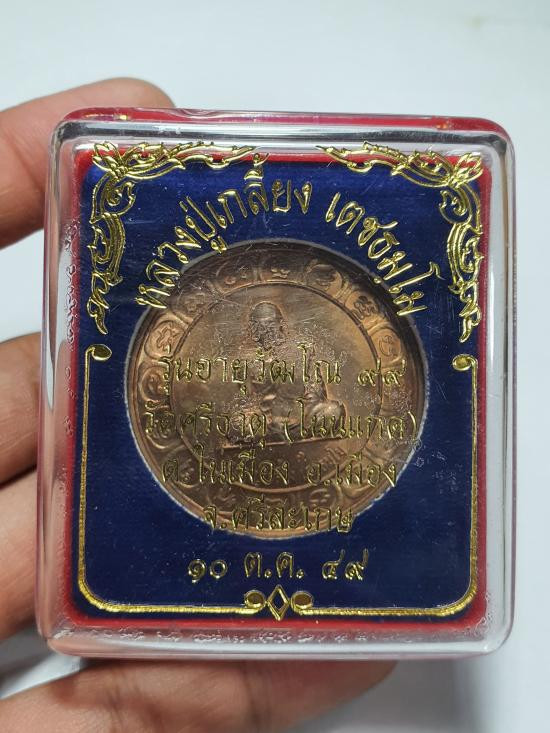 หลวงปู่เกลี้ยง เตชธมฺโม
รุ่นอายุวัฒโณ ๙๙
วัดศรีธาตุ (โนนแกด)
ต.ในเมือง อ.เมือง
จ.ศรีสะเกษ
๑๐ ต.ค. ๔๙